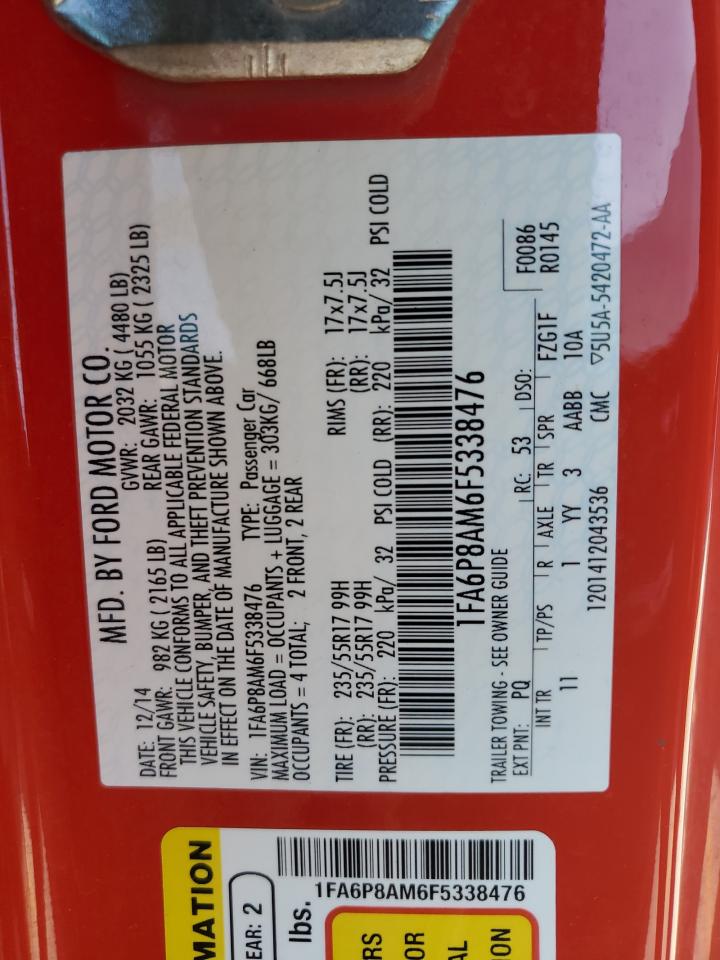 MFD. BY FORD MOTOR CO.
DATE: 12/14 GVWR: 2032 KG ( 4480 LB)
FRONT GAWR: 982 KG ( 2165 LB) REAR GAWR: 1055 KG ( 2325 LB)
THIS VEHICLE CONFORMS TO ALL APPLICABLE FEDERAL MOTOR
VEHICLE SAFETY, BUMPER, AND THEFT PREVENTION STANDARDS
IN EFFECT ON THE DATE OF MANUFACTURE SHOWN ABOVE.
VIN: 1FA6P8AM6F5338476 TYPE: Passenger Car
MAXIMUM LOAD = OCCUPANTS + LUGGAGE = 303KG/ 668LB
OCCUPANTS = 4 TOTAL; 2 FRONT, 2 REAR
TIRE (FR): 235/55R17 99H RIMS (FR): 17x7.5J
(RR): 235/55R17 99H (RR): 17x7.5J
PRESSURE (FR): 220 kPa/ 32 PSI COLD (RR): 220 kPa/ 32 PSI COLD
1FA6P8AM6F5338476
TRAILER TOWING - SEE OWNER GUIDE F0086
EXT PNT: PQ RC: 53 DSO: R0145
INT TR TP/PS R AXLE TR SPR FZG1F
11 1 YY 3 AABB 10A
1201412043536 CMC ▽5U5A-5420472-AA
MATION
EAR: 2
lbs.
1FA6P8AM6F5338476
RS
OR
AL
ION